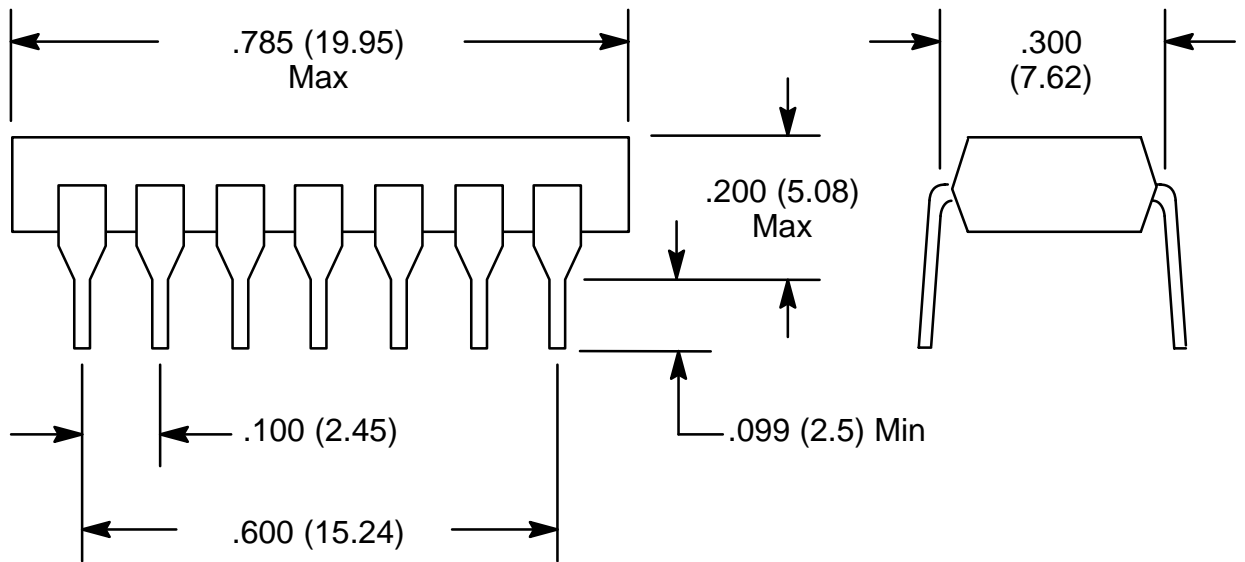 .785 (19.95)
Max
.300
(7.62)
.200 (5.08)
Max
.100 (2.45)
.099 (2.5) Min
.600 (15.24)